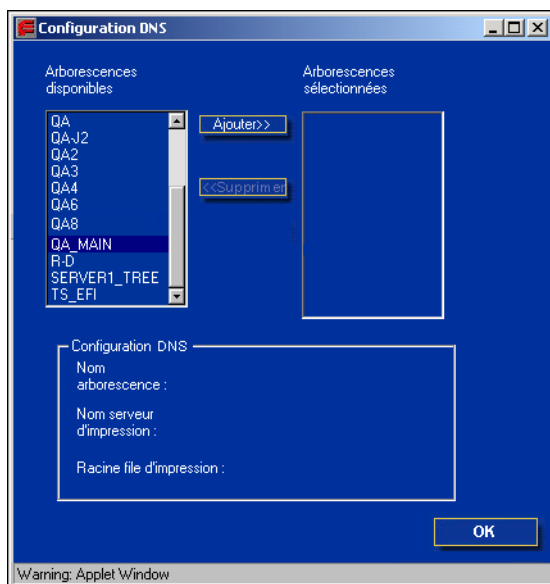 Configuration DNS
Arborescences
disponibles
Arborescences
sélectionnées
QA
QA-J2
QA2
QA3
QA4
QA6
QA8
QA_MAIN
R-D
SERVER1_TREE
TS_EFI
Ajouter>>
<<Supprimer
Configuration DNS
Nom
arborescence :
Nom serveur
d'impression :
Racine file d'impression :
OK
Warning: Applet Window